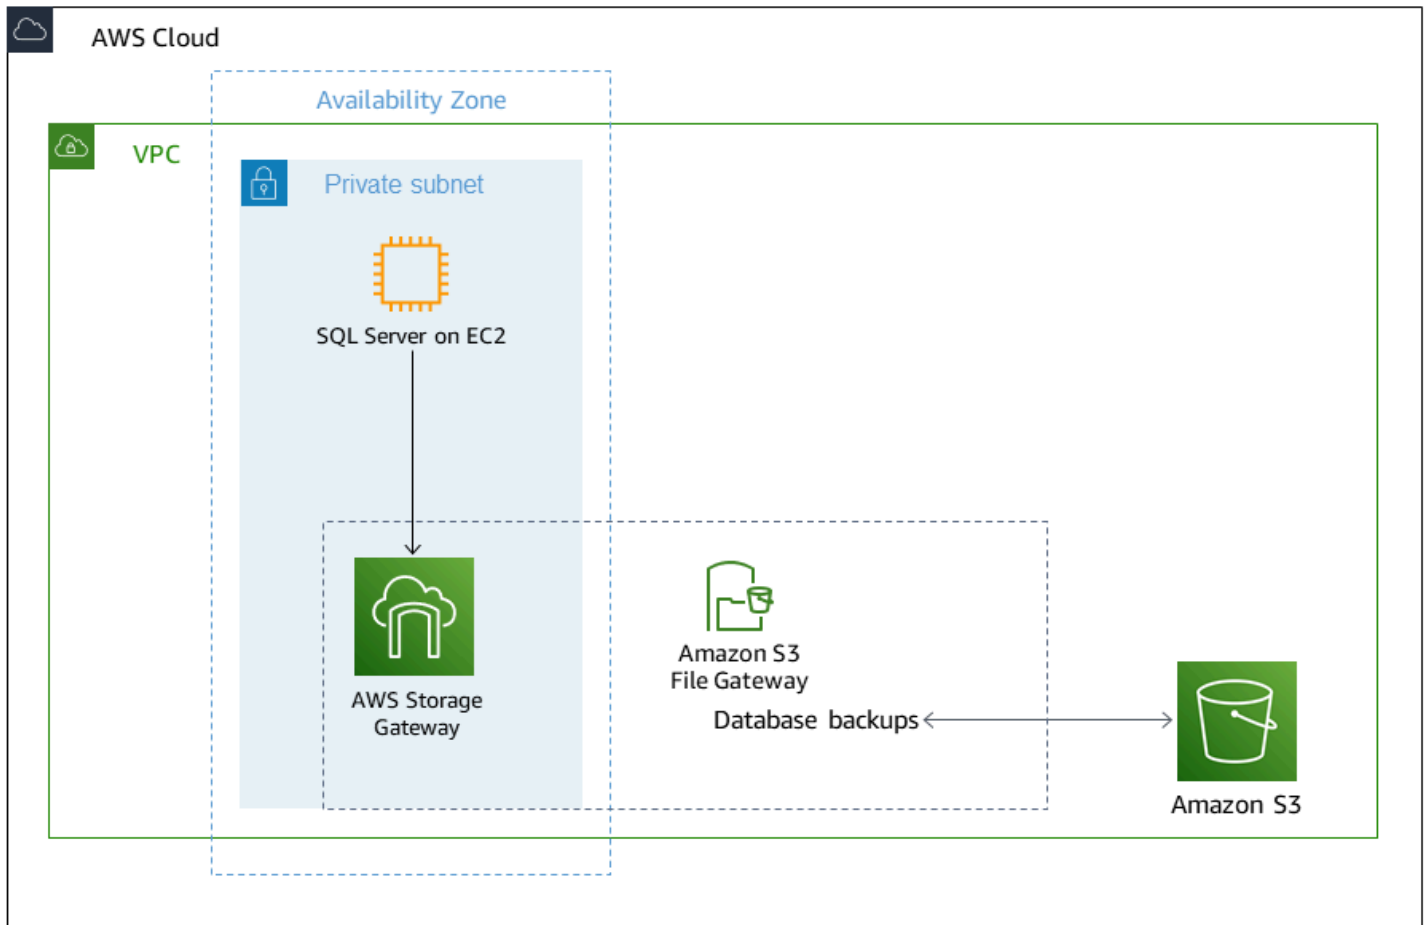 AWS Cloud
Availability Zone
VPC
Private subnet
SQL Server on EC2
AWS Storage
Gateway
Amazon S3
File Gateway
Database backups
Amazon S3